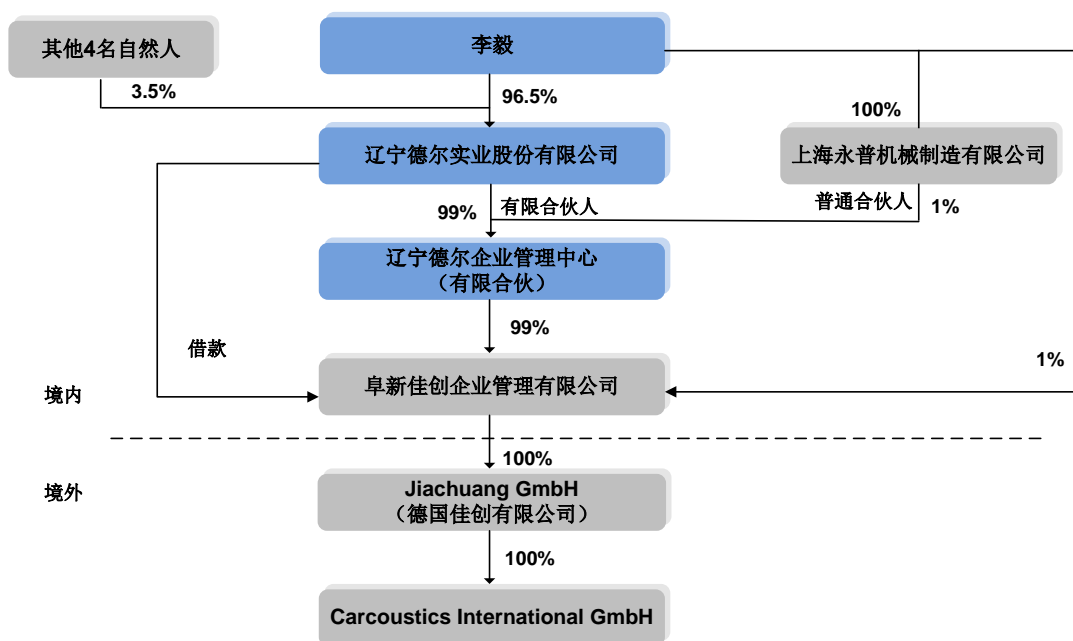 其他4名自然人
李毅
3.5%
96.5%
100%
辽宁德尔实业股份有限公司
上海永普机械制造有限公司
99%
有限合伙人
普通合伙人
1%
辽宁德尔企业管理中心
（有限合伙）
99%
借款
1%
境内
阜新佳创企业管理有限公司
100%
境外
Jiachuang GmbH
（德国佳创有限公司）
100%
Carcoustics International GmbH